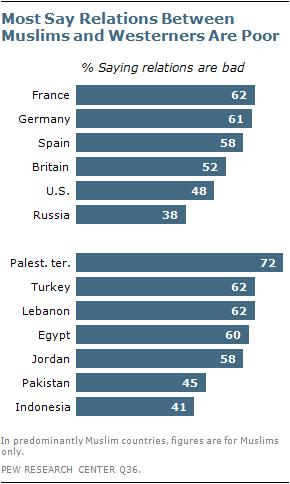 Most Say Relations Between
Muslims and Westerners Are Poor
% Saying relations are bad
France 62
Germany 61
Spain 58
Britain 52
U.S. 48
Russia 38
Palest. ter. 72
Turkey 62
Lebanon 62
Egypt 60
Jordan 58
Pakistan 45
Indonesia 41
In predominantly Muslim countries, figures are for Muslims
only.
PEW RESEARCH CENTER Q36.